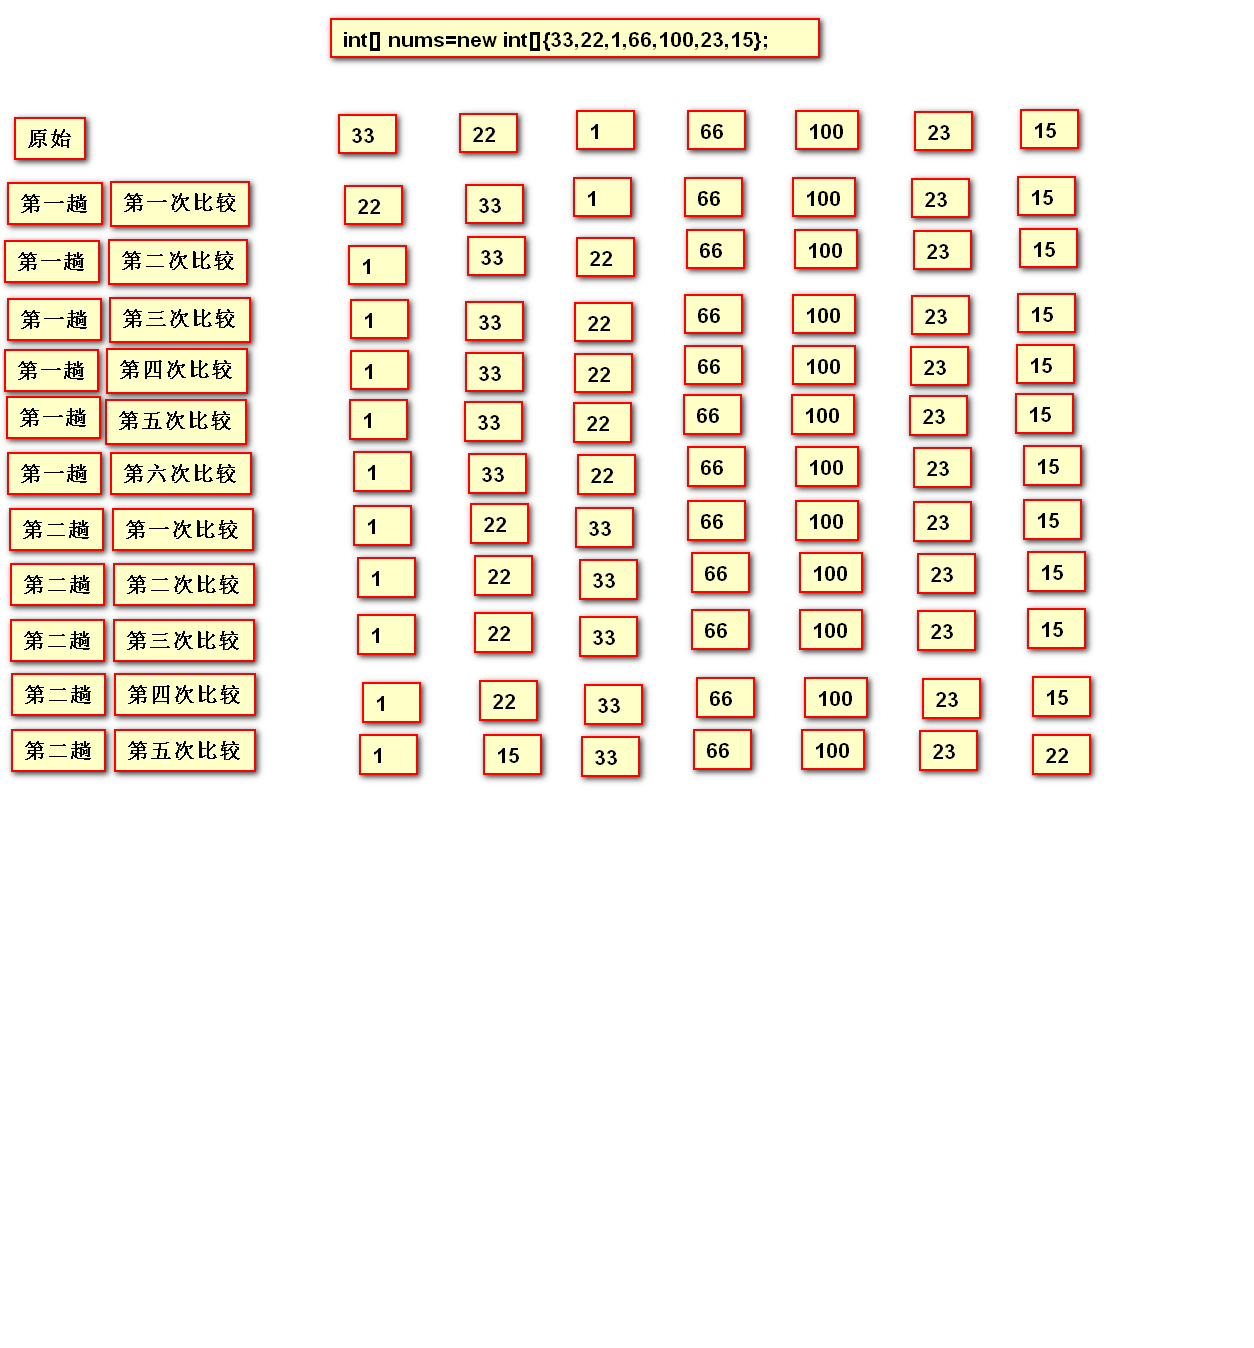 int[] nums=new int[]{33,22,1,66,100,23,15};
原始 33 22 1 66 100 23 15
第一趟 第一次比较 22 33 1 66 100 23 15
第一趟 第二次比较 1 33 22 66 100 23 15
第一趟 第三次比较 1 33 22 66 100 23 15
第一趟 第四次比较 1 33 22 66 100 23 15
第一趟 第五次比较 1 33 22 66 100 23 15
第一趟 第六次比较 1 33 22 66 100 23 15
第二趟 第一次比较 1 22 33 66 100 23 15
第二趟 第二次比较 1 22 33 66 100 23 15
第二趟 第三次比较 1 22 33 66 100 23 15
第二趟 第四次比较 1 22 33 66 100 23 15
第二趟 第五次比较 1 15 33 66 100 23 22